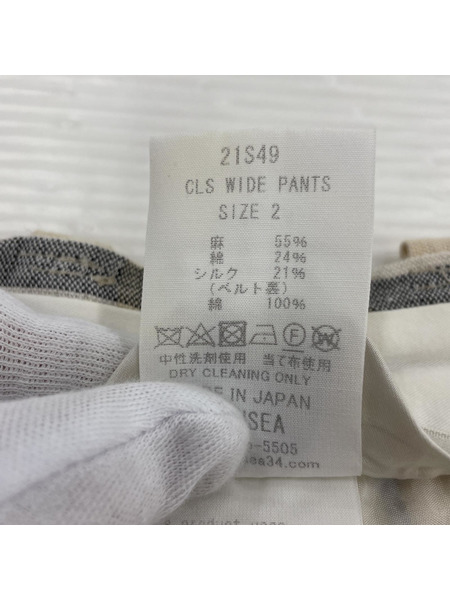 21S49
CLS WIDE PANTS
SIZE 2
麻 55%
綿 24%
シルク 21%
（ベルト裏）
綿 100%
中性洗剤使用 当て布使用
DRY CLEANING ONLY
IN JAPAN
-5505
34.com
product